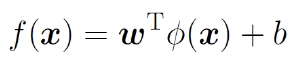 f(x) = wᵀϕ(x) + b